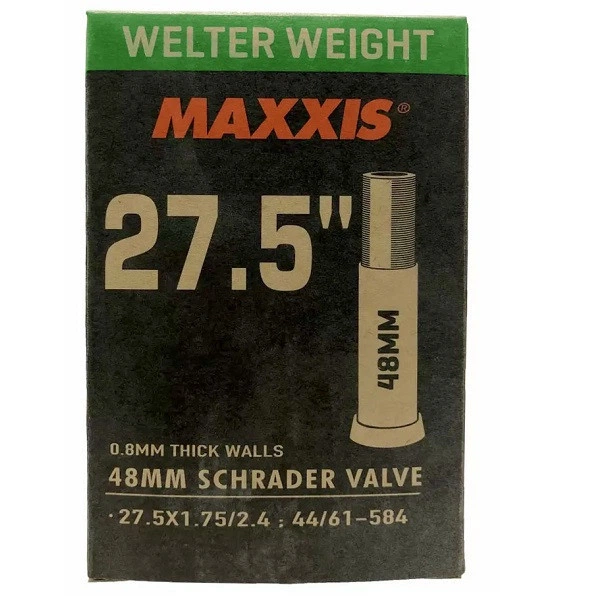 WELTER WEIGHT
MAXXIS®
27.5"
48MM
0.8MM THICK WALLS
48MM SCHRADER VALVE
·27.5X1.75/2.4 ; 44/61-584